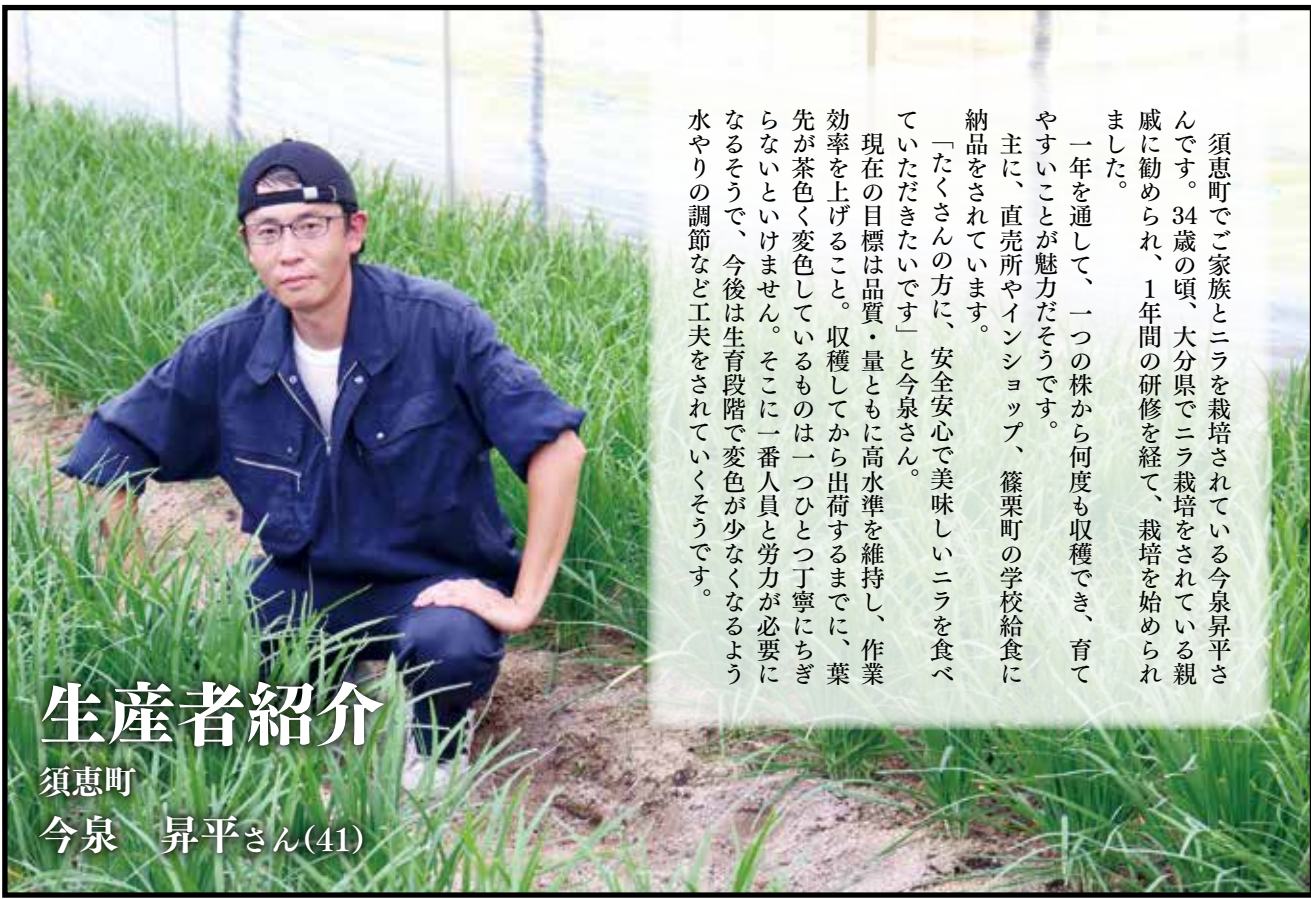 須恵町でご家族とニラを栽培されている今泉昇平さ
んです。34歳の頃、大分県でニラ栽培をされている親
戚に勧められ、1年間の研修を経て、栽培を始められ
ました。
一年を通して、一つの株から何度も収穫でき、育て
やすいことが魅力だそうです。
主に、直売所やインショップ、篠栗町の学校給食に
納品をされています。
「たくさんの方に、安全安心で美味しいニラを食べ
ていただきたいです」と今泉さん。
現在の目標は品質・量ともに高水準を維持し、作業
効率を上げること。収穫してから出荷するまでに、葉
先が茶色く変色しているものは一つひとつ丁寧にちぎ
らないといけません。そこに一番人員と労力が必要に
なるそうで、今後は生育段階で変色が少なくなるよう
水やりの調節など工夫をされていくそうです。
生産者紹介
須恵町
今泉 昇平さん(41)